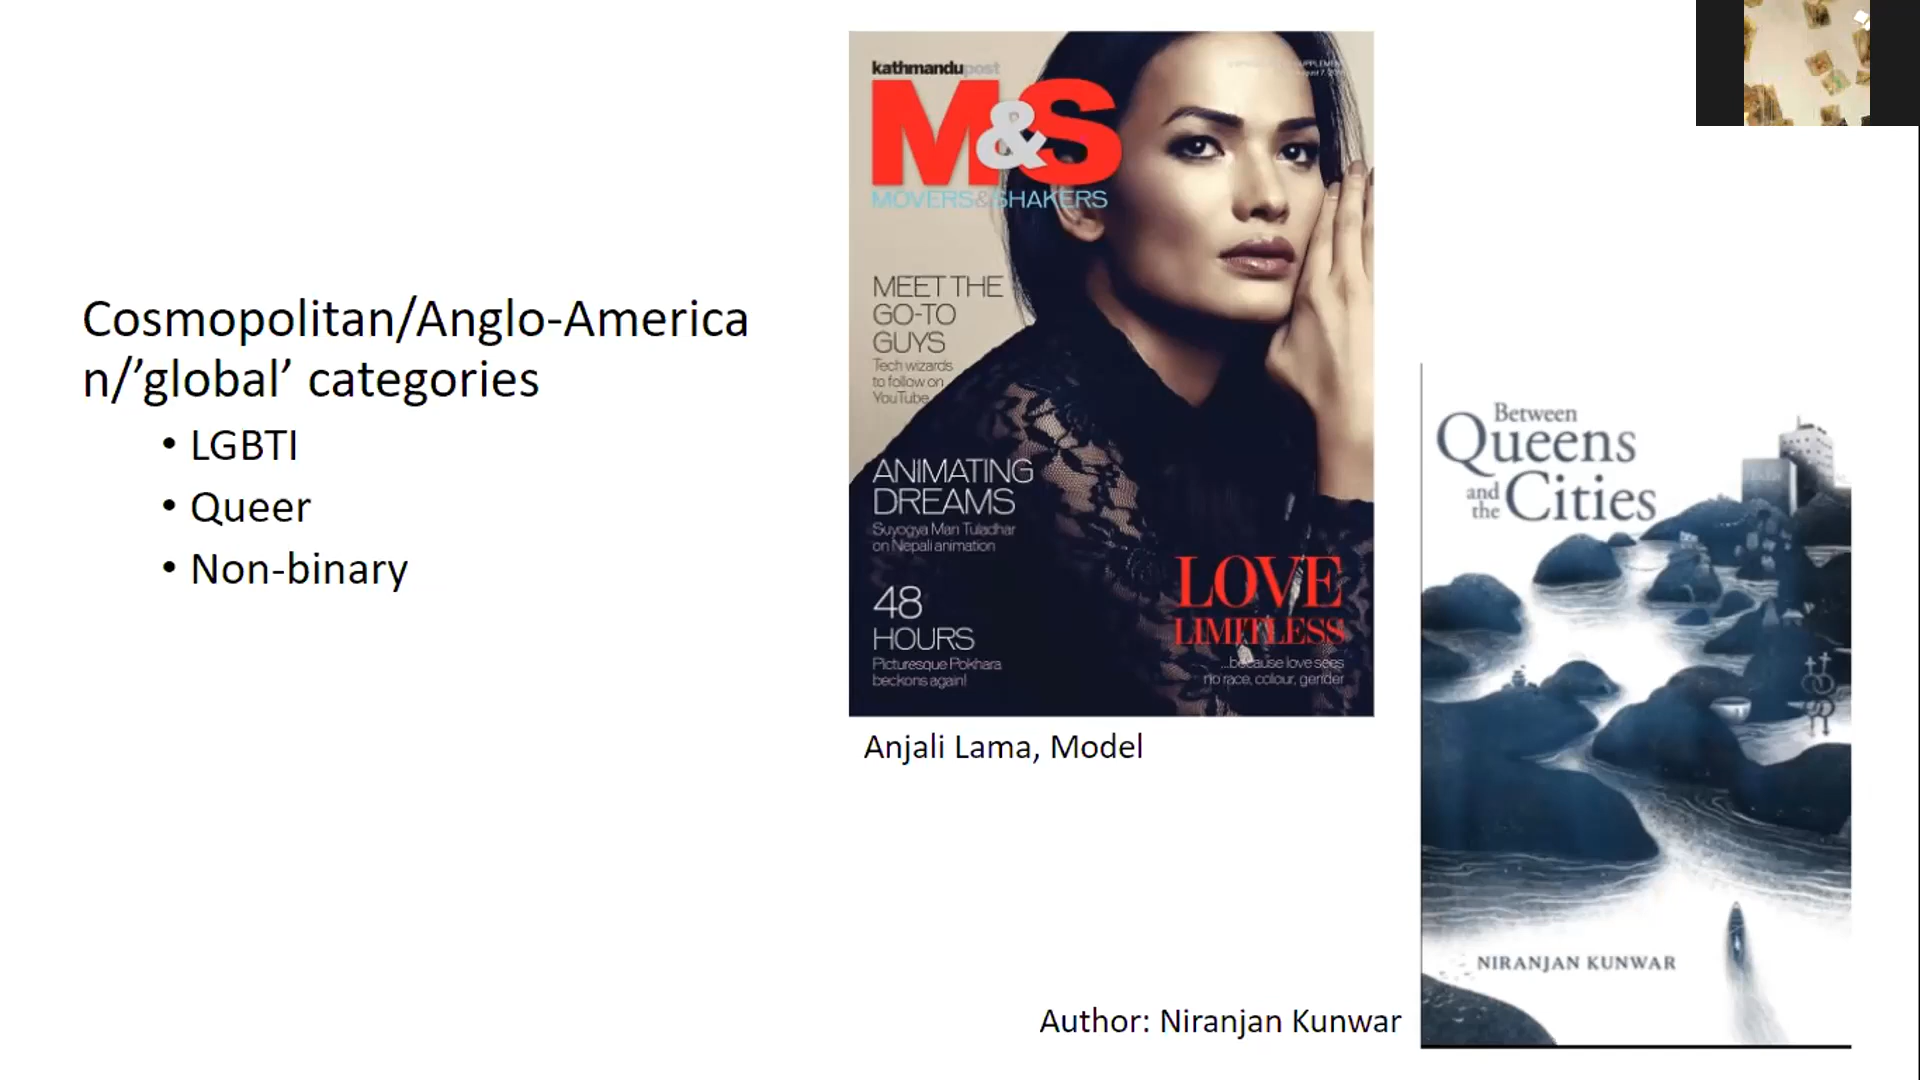 Cosmopolitan/Anglo-America
n/’global’ categories
• LGBTI
• Queer
• Non-binary
kathmandupost
M&S
MOVERS&SHAKERS
MEET THE
GO-TO
GUYS
Tech wizards
to follow on
YouTube
ANIMATING
DREAMS
Suyogya Man Tuladhar
on Nepali animation
48
HOURS
Picturesque Pokhara
beckons again!
LOVE
LIMITLESS
...because love sees
no race, colour, gender
Anjali Lama, Model
Between
Queens
and the Cities
NIRANJAN KUNWAR
Author: Niranjan Kunwar